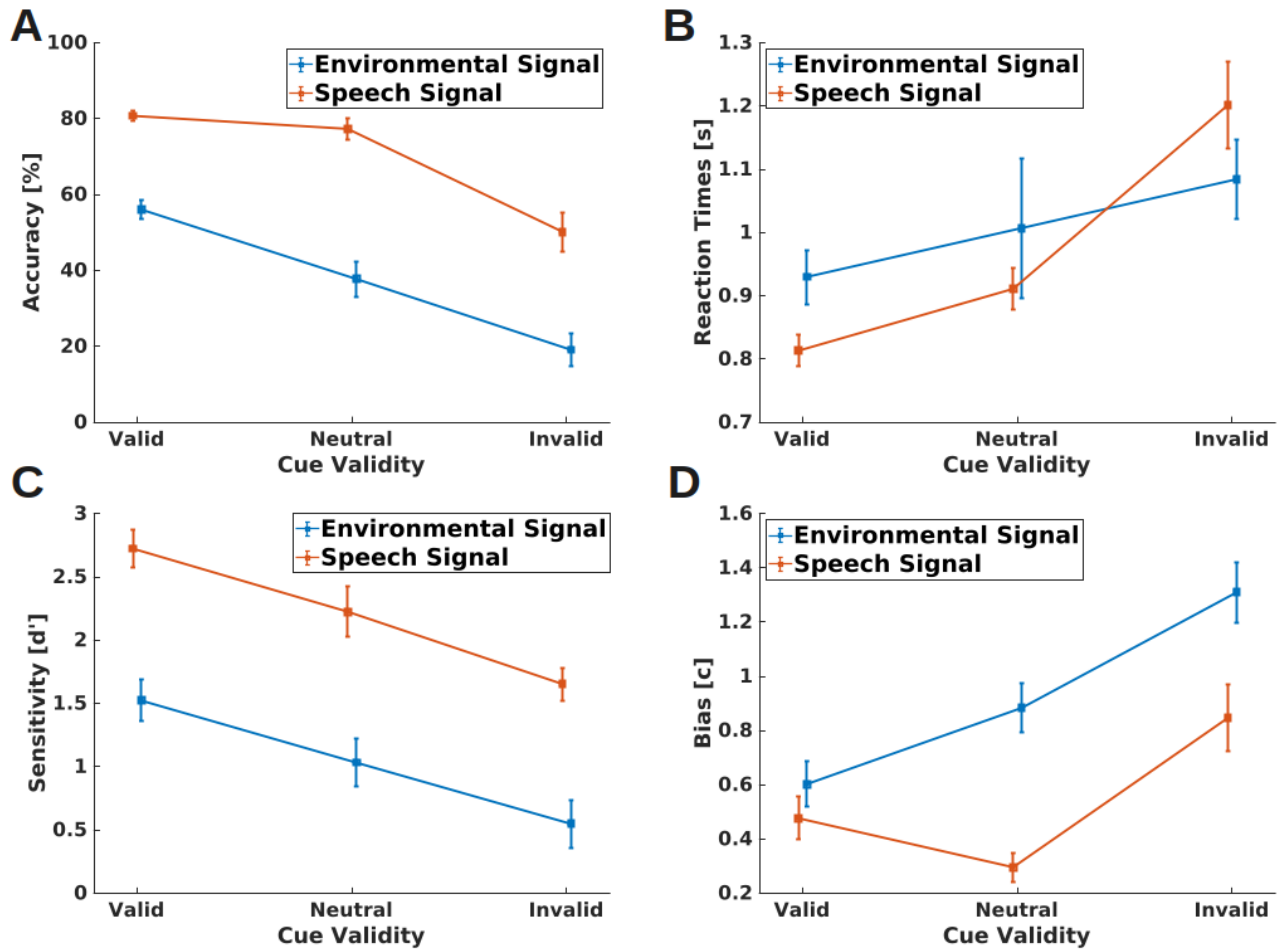 A
100
80
60
40
20
0
Accuracy [%]
Environmental Signal
Speech Signal
Valid
Neutral
Invalid
Cue Validity
B
1.3
1.2
1.1
1
0.9
0.8
0.7
Reaction Times [s]
Environmental Signal
Speech Signal
Valid
Neutral
Invalid
Cue Validity
C
3
2.5
2
1.5
1
0.5
0
Sensitivity [d']
Environmental Signal
Speech Signal
Valid
Neutral
Invalid
Cue Validity
D
1.6
1.4
1.2
1
0.8
0.6
0.4
0.2
Bias [c]
Environmental Signal
Speech Signal
Valid
Neutral
Invalid
Cue Validity